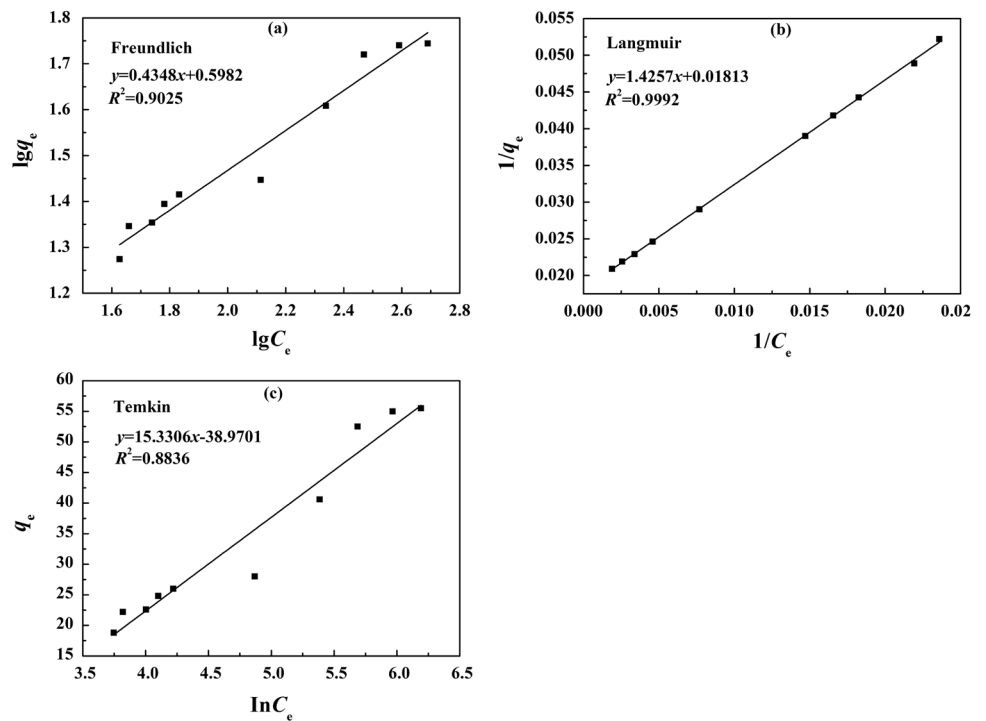 (a)
Freundlich
y=0.4348x+0.5982
R²=0.9025
1.8
1.7
1.6
1.5
1.4
1.3
1.2
lgqe
1.6 1.8 2.0 2.2 2.4 2.6 2.8
lgCe
(b)
Langmuir
y=1.4257x+0.01813
R²=0.9992
0.055
0.050
0.045
0.040
0.035
0.030
0.025
0.020
1/qe
0.000 0.005 0.010 0.015 0.020 0.02
1/Ce
(c)
Temkin
y=15.3306x-38.9701
R²=0.8836
60
55
50
45
40
35
30
25
20
15
qe
3.5 4.0 4.5 5.0 5.5 6.0 6.5
InCe